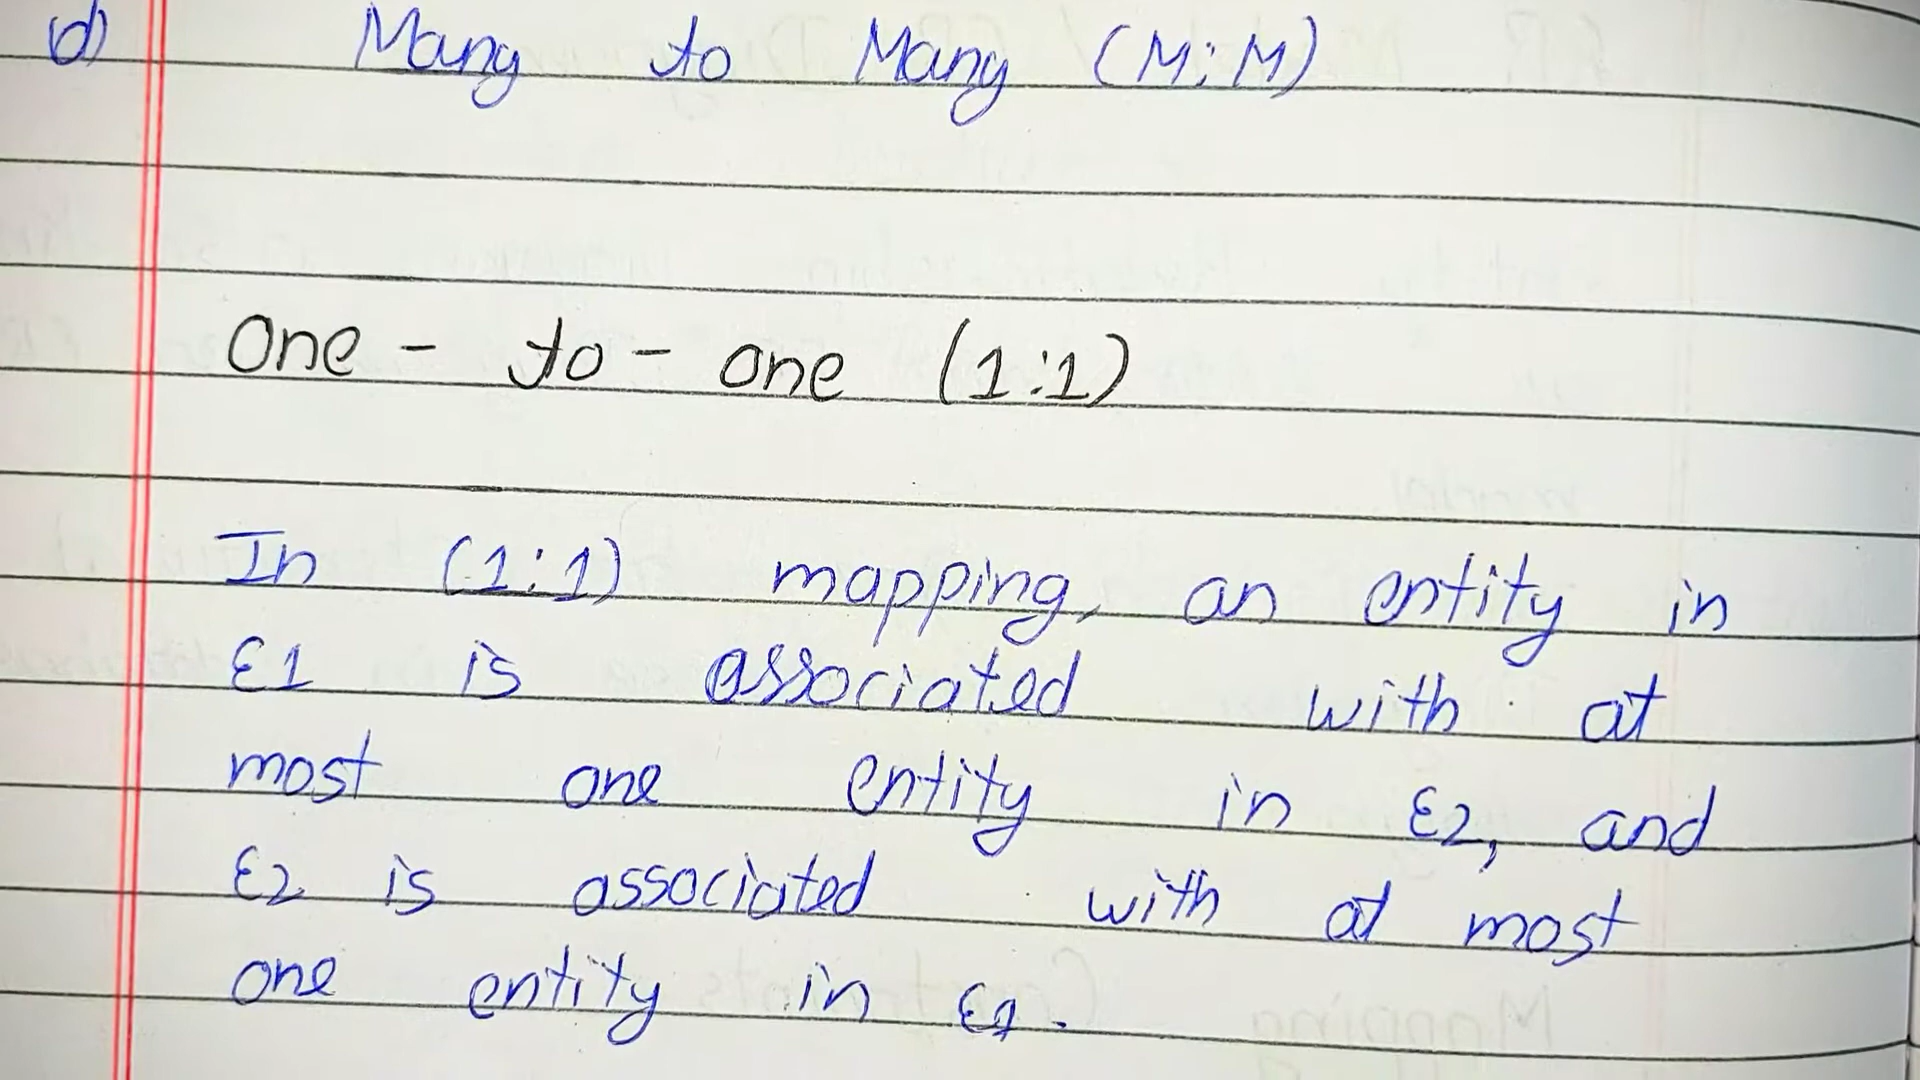 d) Many to Many (M:M)
One - to - one (1:1)
In (1:1) mapping, an entity in
E1 is associated with at
most one entity in E2, and
E2 is associated with at most
one entity in E1.